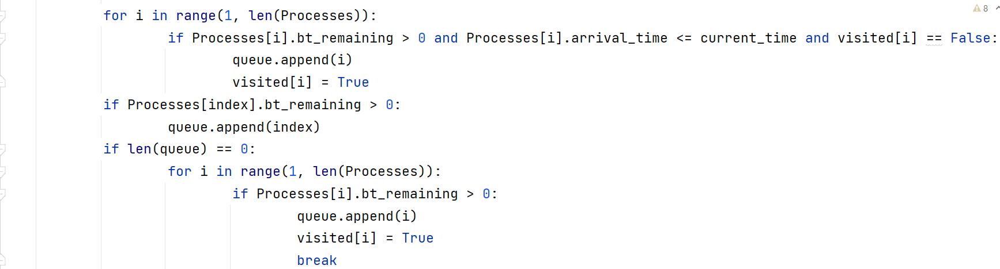 for i in range(1, len(Processes)):
if Processes[i].bt_remaining > 0 and Processes[i].arrival_time <= current_time and visited[i] == False:
queue.append(i)
visited[i] = True
if Processes[index].bt_remaining > 0:
queue.append(index)
if len(queue) == 0:
for i in range(1, len(Processes)):
if Processes[i].bt_remaining > 0:
queue.append(i)
visited[i] = True
break
8